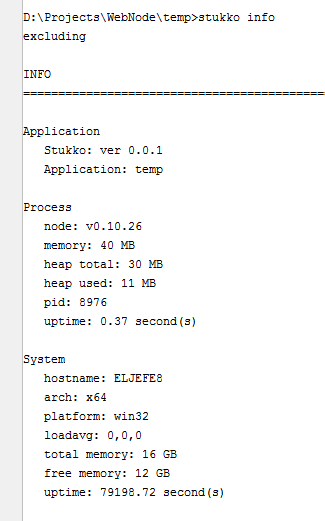 D:\Projects\WebNode\temp>stukko info
excluding
INFO
============================================
Application
Stukko: ver 0.0.1
Application: temp
Process
node: v0.10.26
memory: 40 MB
heap total: 30 MB
heap used: 11 MB
pid: 8976
uptime: 0.37 second(s)
System
hostname: ELJEFE8
arch: x64
platform: win32
loadavg: 0,0,0
total memory: 16 GB
free memory: 12 GB
uptime: 79198.72 second(s)